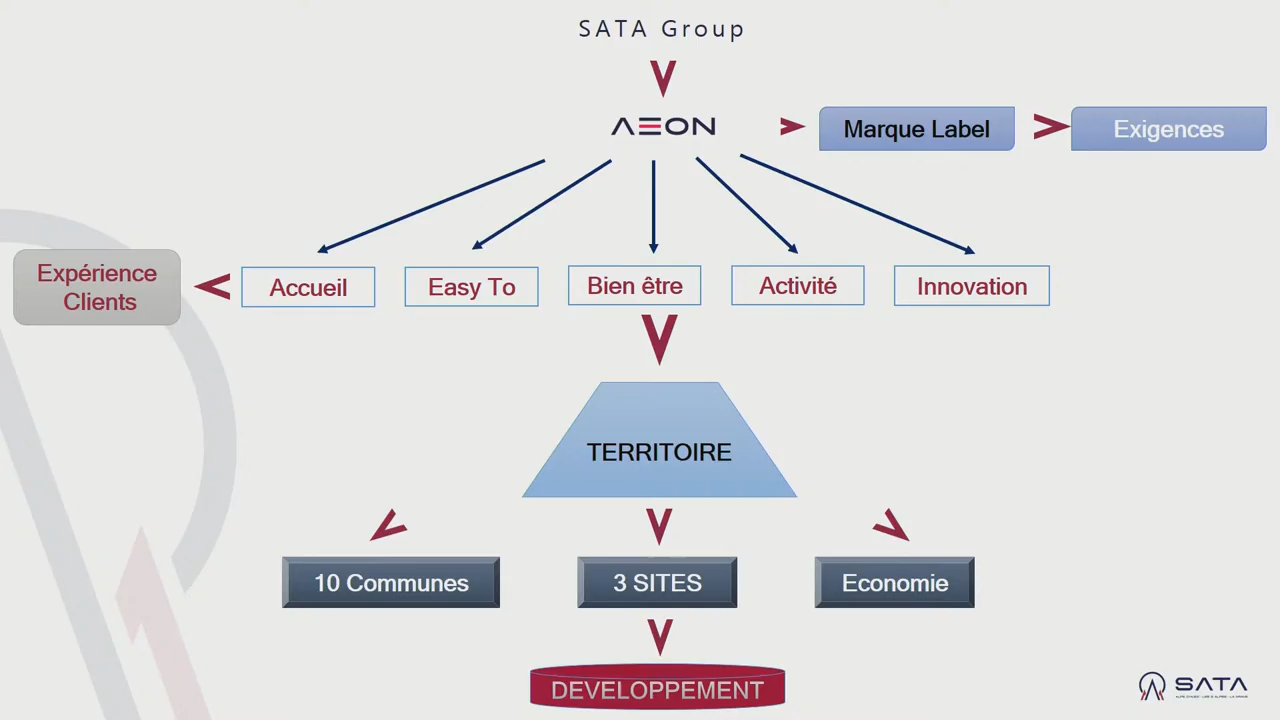 SATA Group
AEON
Marque Label
Exigences
Expérience
Clients
Accueil
Easy To
Bien être
Activité
Innovation
TERRITOIRE
10 Communes
3 SITES
Economie
DEVELOPPEMENT
SATA